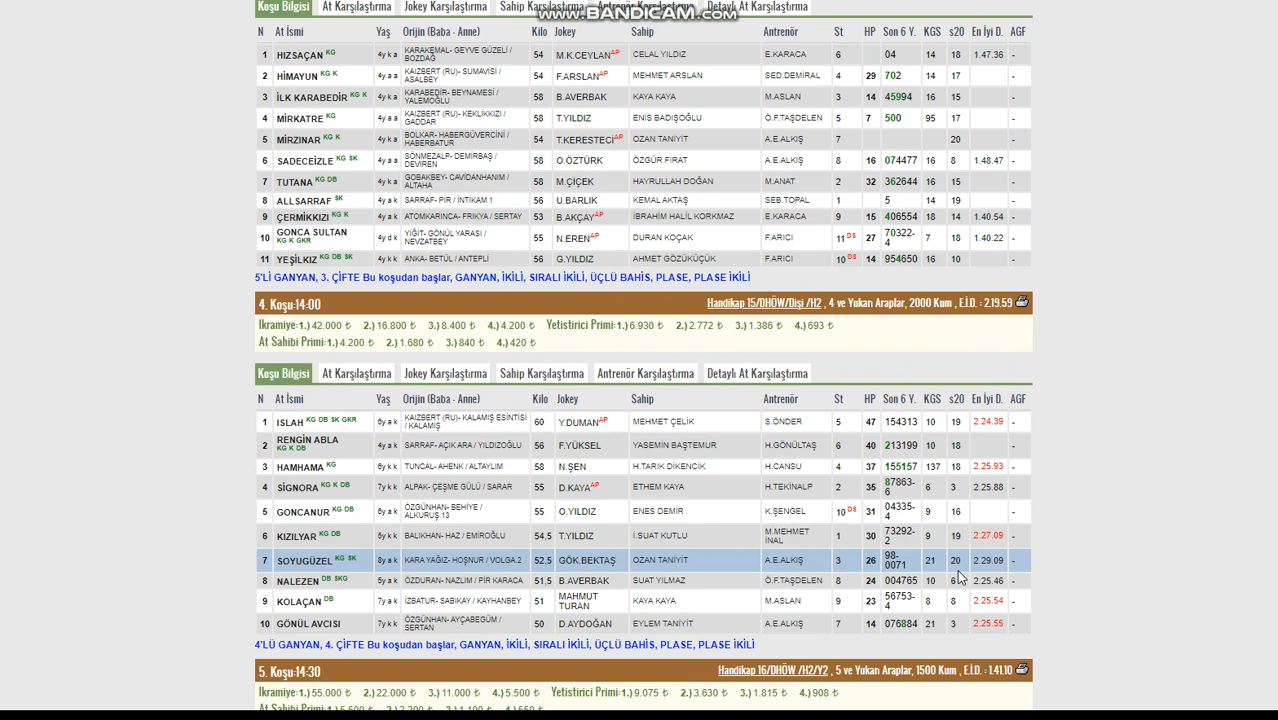 www.BANDICAM.com
Koşu Bilgisi At Karşılaştırma Jokey Karşılaştırma Sahip Karşılaştırma Antrenör Karşılaştırma Detaylı At Karşılaştırma
N At İsmi Yaş Orijin (Baba - Anne) Kilo Jokey Sahip Antrenör St HP Son 6 Y. KGS s20 En İyi D. AGF
1 HIZSAÇAN KG 4y k a KARAKEMAL- GEYVE GÜZELİ / BOZDAĞ 54 M.K.CEYLAN AP CELAL YILDIZ E.KARACA 6 04 14 18 1.47.36 -
2 HİMAYUN KG K 4y a a KAIZBERT (RU)- SUMAVİSİ / ASALBEY 54 F.ARSLAN AP MEHMET ARSLAN SED.DEMİRAL 4 29 702 14 17 -
3 İLK KARABEDİR KG K 4y k a KARABEDİR- BEYNAMESİ / YALEMOĞLU 58 B.AVERBAK KAYA KAYA M.ASLAN 3 14 45994 16 15 -
4 MİRKATRE KG 4y a a KAIZBERT (RU)- KEKLİKKIZI / GADDAR 58 T.YILDIZ ENİS BADIŞOĞLU Ö.F.TAŞDELEN 5 7 500 95 17 -
5 MİRZINAR KG K 4y k a BOLKAR- HABERGÜVERCİNİ / HABERBATUR 54 T.KERESTECİ AP OZAN TANİYİT A.E.ALKIŞ 7 20 -
6 SADECEİZLE KG SK 4y a a SÖNMEZALP- DEMİRBAŞ / DEVİREN 58 O.ÖZTÜRK ÖZGÜR FIRAT A.E.ALKIŞ 8 16 074477 16 8 1.48.47 -
7 TUTANA KG DB 4y k a GOBAKBEY- CAVİDANHANIM / ALTAHA 58 M.ÇİÇEK HAYRULLAH DOĞAN M.ANAT 2 32 362644 16 15 -
8 ALLSARRAF SK 4y a k SARRAF- PİR / İNTİKAM.1 56 U.BARLIK KEMAL AKTAŞ SEB.TOPAL 1 5 14 19 -
9 ÇERMİKKIZI KG K 4y a k ATOMKARINCA- FRIKYA / SERTAY 53 B.AKÇAY AP İBRAHİM HALİL KORKMAZ E.KARACA 9 15 406554 18 14 1.40.54 -
10 GONCA SULTAN KG K GKR 4y d k YİĞİT- GÖNÜL YARASI / NEVZATBEY 55 N.EREN AP DURAN KOÇAK F.ARICI 11 DS 27 70322-4 7 18 1.40.22 -
11 YEŞİLKIZ KG DB SK 4y a k ANKA- BETÜL / ANTEPLİ 56 G.YILDIZ AHMET GÖZÜKÜÇÜK F.ARICI 10 DS 14 954650 16 10 -
5'Lİ GANYAN, 3. ÇİFTE Bu koşudan başlar, GANYAN, İKİLİ, SIRALI İKİLİ, ÜÇLÜ BAHİS, PLASE, PLASE İKİLİ
4. Koşu:14:00 Handikap 15/DHÖW/Dişi /H2 , 4 ve Yukarı Araplar, 2000 Kum , E.İ.D. : 2.19.59
İkramiye: 1.) 42.000 ₺ 2.) 16.800 ₺ 3.) 8.400 ₺ 4.) 4.200 ₺ Yetistirici Primi: 1.) 6.930 ₺ 2.) 2.772 ₺ 3.) 1.386 ₺ 4.) 693 ₺
At Sahibi Primi: 1.) 4.200 ₺ 2.) 1.680 ₺ 3.) 840 ₺ 4.) 420 ₺
Koşu Bilgisi At Karşılaştırma Jokey Karşılaştırma Sahip Karşılaştırma Antrenör Karşılaştırma Detaylı At Karşılaştırma
N At İsmi Yaş Orijin (Baba - Anne) Kilo Jokey Sahip Antrenör St HP Son 6 Y. KGS s20 En İyi D. AGF
1 ISLAH KG DB SK GKR 6y a k KAIZBERT (RU)- KALAMIŞ ESİNTİSİ / KALAMIŞ 60 Y.DUMAN AP MEHMET ÇELİK S.ÖNDER 5 47 154313 10 19 2.24.39 -
2 RENGİN ABLA KG K DB 4y a k SARRAF- AÇIK ARA / YILDIZOĞLU 56 F.YÜKSEL YASEMİN BAŞTEMUR H.GÖNÜLTAŞ 6 40 213199 10 18 -
3 HAMHAMA KG 6y k k TUNCAL- AHENK / ALTAYLIM 58 N.ŞEN H.TARIK DİKENCİK H.CANSU 4 37 155157 137 18 2.25.93 -
4 SİGNORA KG K DB 7y k k ALPAK- ÇEŞME GÜLÜ / SARAR 55 D.KAYA AP ETHEM KAYA H.TEKİNALP 2 35 87863-6 6 3 2.25.88 -
5 GONCANUR KG DB 8y a k ÖZGÜNHAN- BEHİYE / ALKURUŞ.13 55 O.YILDIZ ENES DEMİR K.ŞENGEL 10 DS 31 04335-4 9 16 -
6 KIZILYAR KG DB 5y k k BALIKHAN- HAZ / EMİROĞLU 54,5 T.YILDIZ İ.SUAT KUTLU M.MEHMET İNAL 1 30 73292-2 9 19 2.27.09 -
7 SOYUGÜZEL KG SK 8y a k KARA YAĞIZ- HOŞNUR / VOLGA.2 52,5 GÖK.BEKTAŞ OZAN TANİYİT A.E.ALKIŞ 3 26 98-0071 21 20 2.29.09 -
8 NALEZEN DB SKG 5y a k ÖZDURAN- NAZLIM / PİR KARACA 51,5 B.AVERBAK SUAT YILMAZ Ö.F.TAŞDELEN 8 24 004765 10 6 2.25.46 -
9 KOLAÇAN DB 7y a k İZBATUR- SABIKAY / KAYHANBEY 51 MAHMUT TURAN KAYA KAYA M.ASLAN 9 23 56753-4 8 8 2.25.54 -
10 GÖNÜL AVCISI 7y k k ÖZGÜNHAN- AYÇABEGÜM / SERTAN 50 D.AYDOĞAN EYLEM TANİYİT A.E.ALKIŞ 7 14 076884 21 3 2.25.55 -
4'LÜ GANYAN, 4. ÇİFTE Bu koşudan başlar, GANYAN, İKİLİ, SIRALI İKİLİ, ÜÇLÜ BAHİS, PLASE, PLASE İKİLİ
5. Koşu:14:30 Handikap 16/DHÖW /H2/Y2 , 5 ve Yukarı Araplar, 1500 Kum , E.İ.D. : 1.41.10
İkramiye: 1.) 55.000 ₺ 2.) 22.000 ₺ 3.) 11.000 ₺ 4.) 5.500 ₺ Yetistirici Primi: 1.) 9.075 ₺ 2.) 3.630 ₺ 3.) 1.815 ₺ 4.) 908 ₺